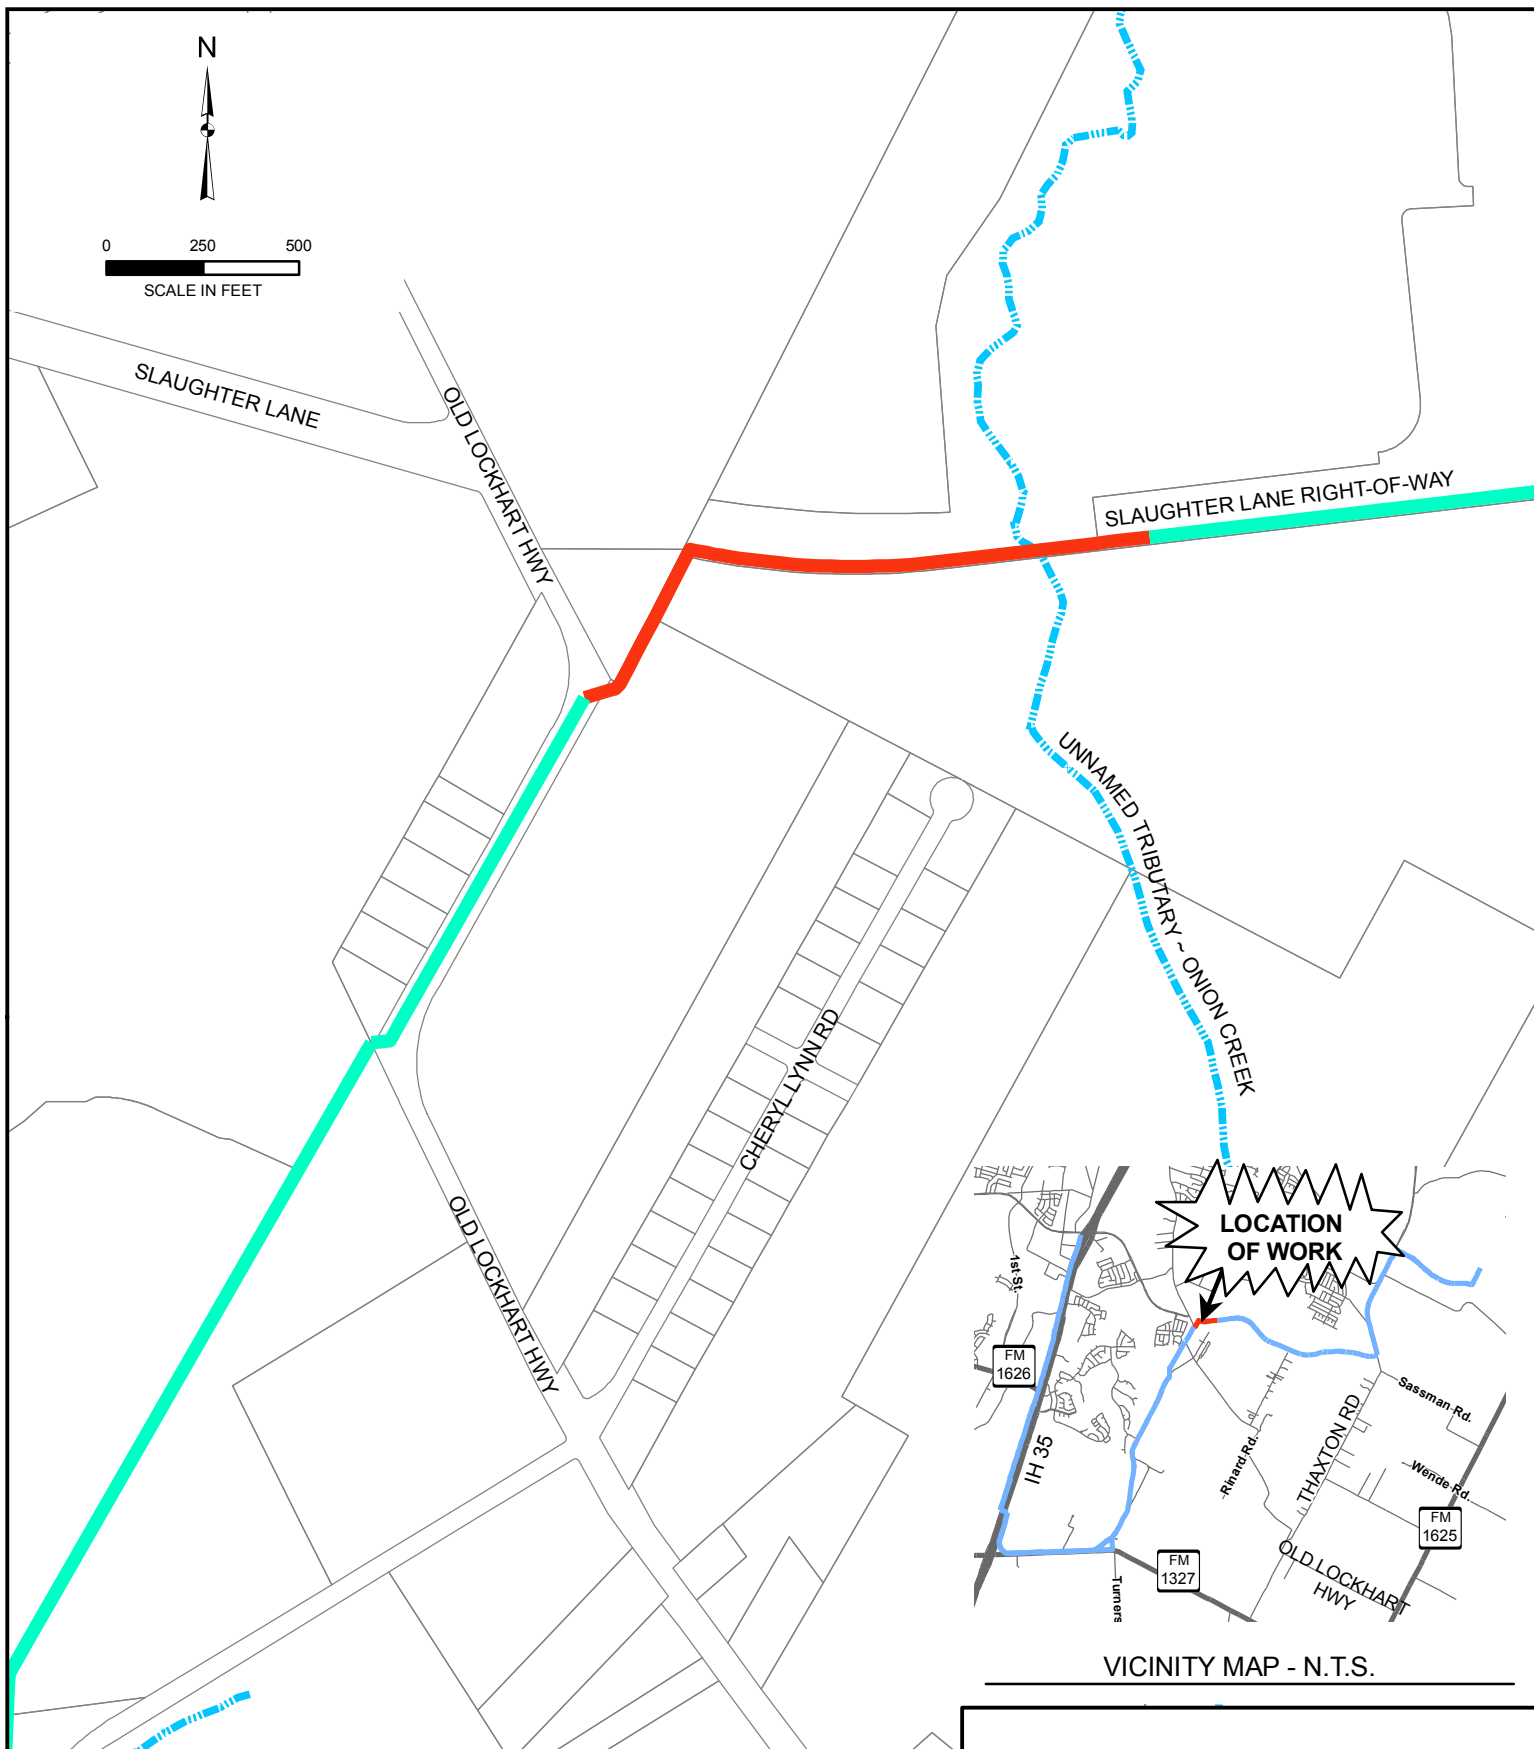 N
0 250 500
SCALE IN FEET
SLAUGHTER LANE
OLD LOCKHART HWY
SLAUGHTER LANE RIGHT-OF-WAY
UNNAMED TRIBUTARY ~ ONION CREEK
CHERYL LYNN RD
OLD LOCKHART HWY
LOCATION
OF WORK
1st St.
FM
1626
IH 35
Sassman Rd.
THAXTON RD
Rinard Rd.
Wende Rd.
FM
1625
FM
1327
OLD LOCKHART
HWY
Turners
VICINITY MAP - N.T.S.